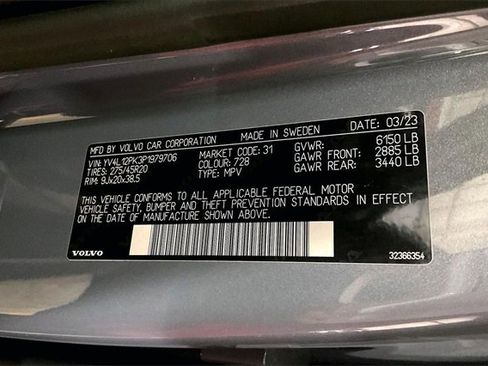 MFD BY VOLVO CAR CORPORATION MADE IN SWEDEN DATE: 03/23
VIN: YV4L12PK3P1979706 MARKET CODE: 31 GVWR: 6150 LB
TIRES: 275/45R20 COLOUR: 728 GAWR FRONT: 2885 LB
RIM: 9Jx20x38.5 TYPE: MPV GAWR REAR: 3440 LB
THIS VEHICLE CONFORMS TO ALL APPLICABLE FEDERAL MOTOR
VEHICLE SAFETY, BUMPER AND THEFT PREVENTION STANDARDS IN EFFECT
ON THE DATE OF MANUFACTURE SHOWN ABOVE.
VOLVO 32366354